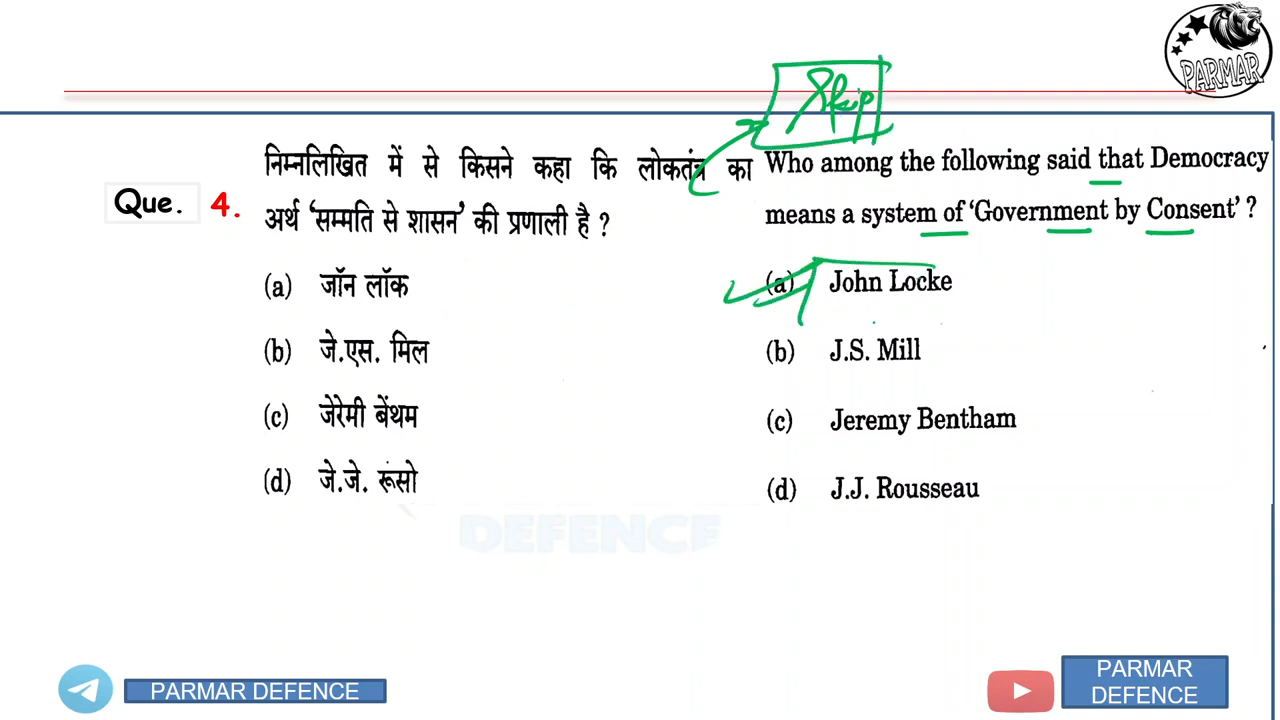 PARMAR
Skip
Que. 4.
निम्नलिखित में से किसने कहा कि लोकतंत्र का
अर्थ ‘सम्मति से शासन’ की प्रणाली है ?
(a) जॉन लॉक
(b) जे.एस. मिल
(c) जेरेमी बेंथम
(d) जे.जे. रूसो
Who among the following said that Democracy
means a system of ‘Government by Consent’ ?
(a) John Locke
(b) J.S. Mill
(c) Jeremy Bentham
(d) J.J. Rousseau
DEFENCE
PARMAR DEFENCE
PARMAR
DEFENCE